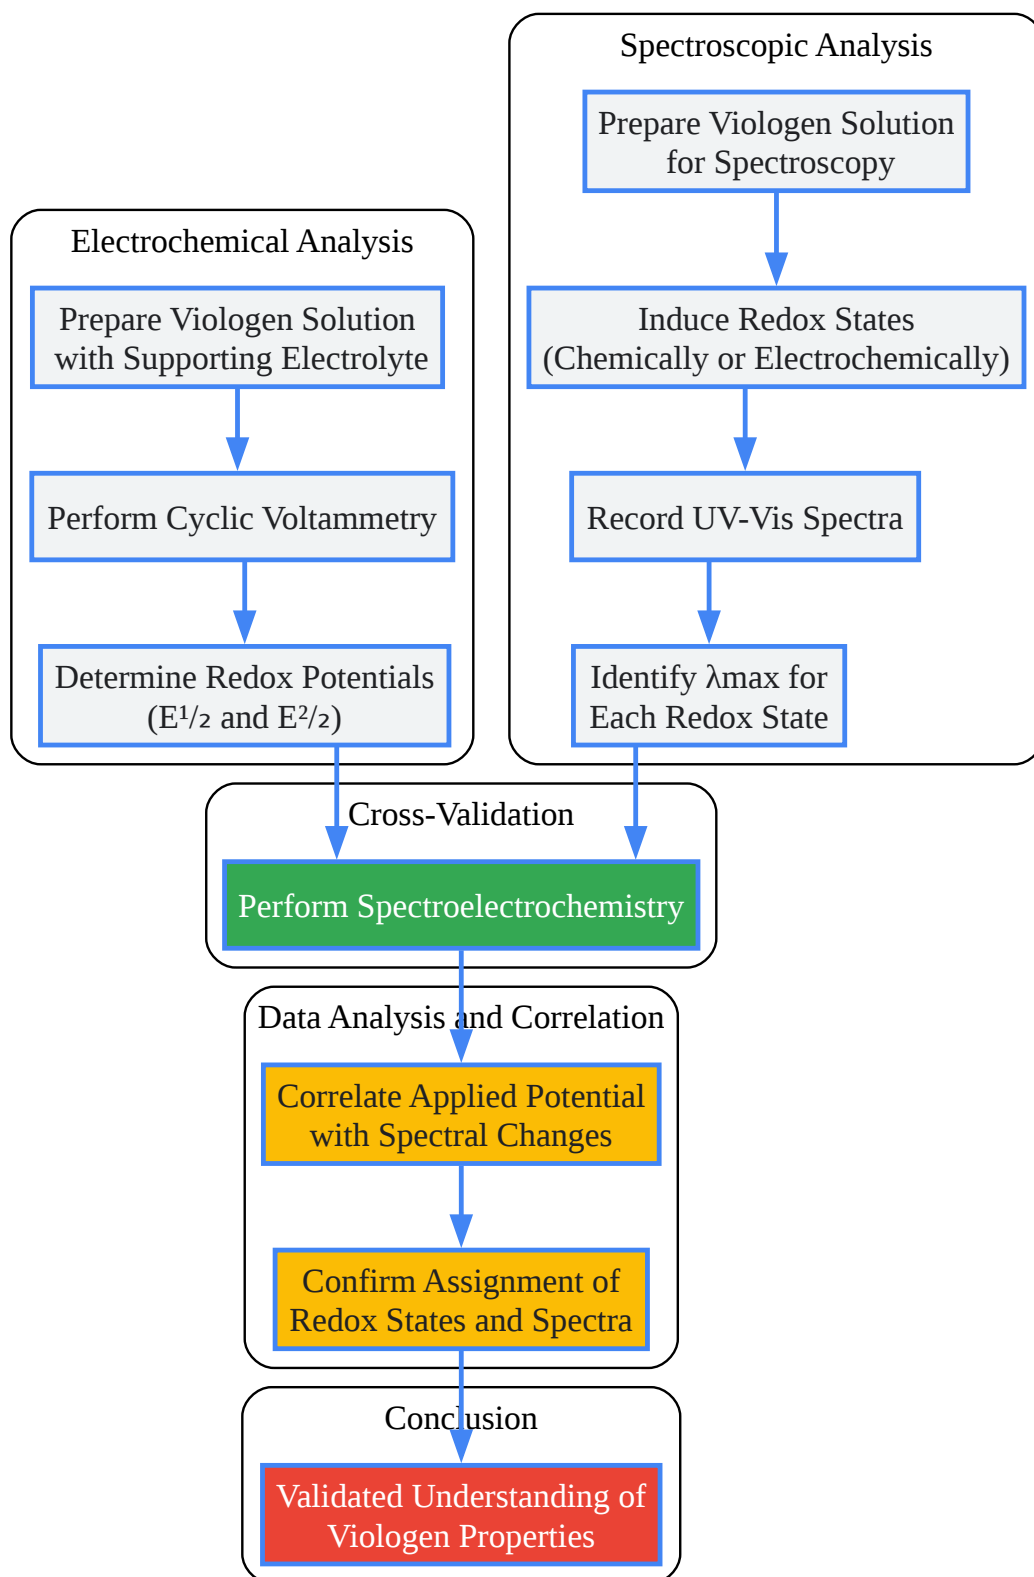 Spectroscopic Analysis
Prepare Viologen Solution
for Spectroscopy
Induce Redox States
(Chemically or Electrochemically)
Record UV-Vis Spectra
Identify λmax for
Each Redox State
Electrochemical Analysis
Prepare Viologen Solution
with Supporting Electrolyte
Perform Cyclic Voltammetry
Determine Redox Potentials
(E¹/₂ and E²/₂)
Cross-Validation
Perform Spectroelectrochemistry
Data Analysis and Correlation
Correlate Applied Potential
with Spectral Changes
Confirm Assignment of
Redox States and Spectra
Conclusion
Validated Understanding of
Viologen Properties